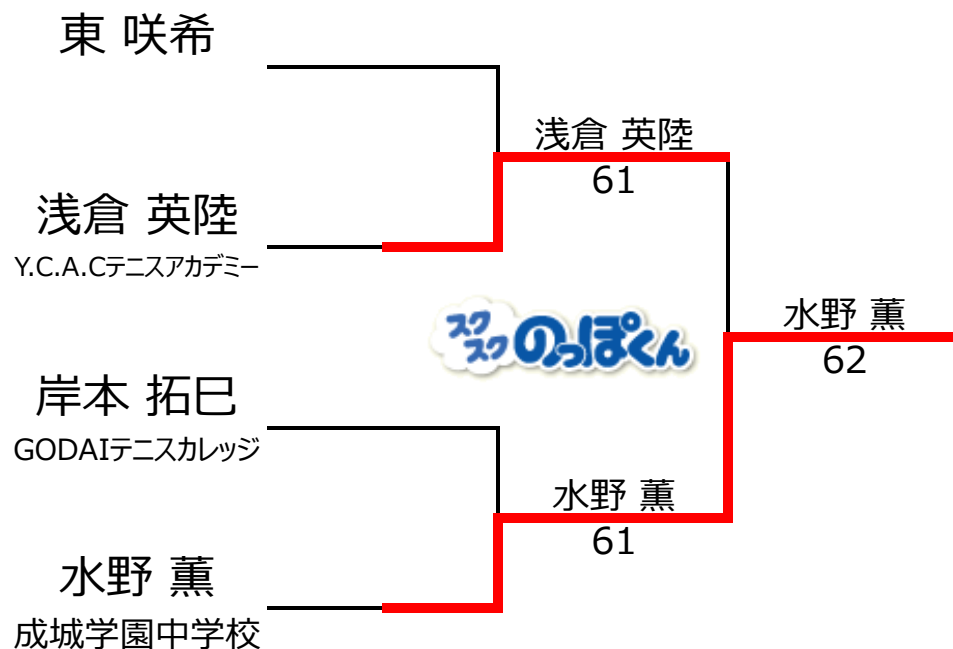 東 咲希
浅倉 英陸
61
浅倉 英陸
Y.C.A.Cテニスアカデミー
スクスクのっぽくん
水野 薫
62
岸本 拓巳
GODAIテニスカレッジ
水野 薫
61
水野 薫
成城学園中学校